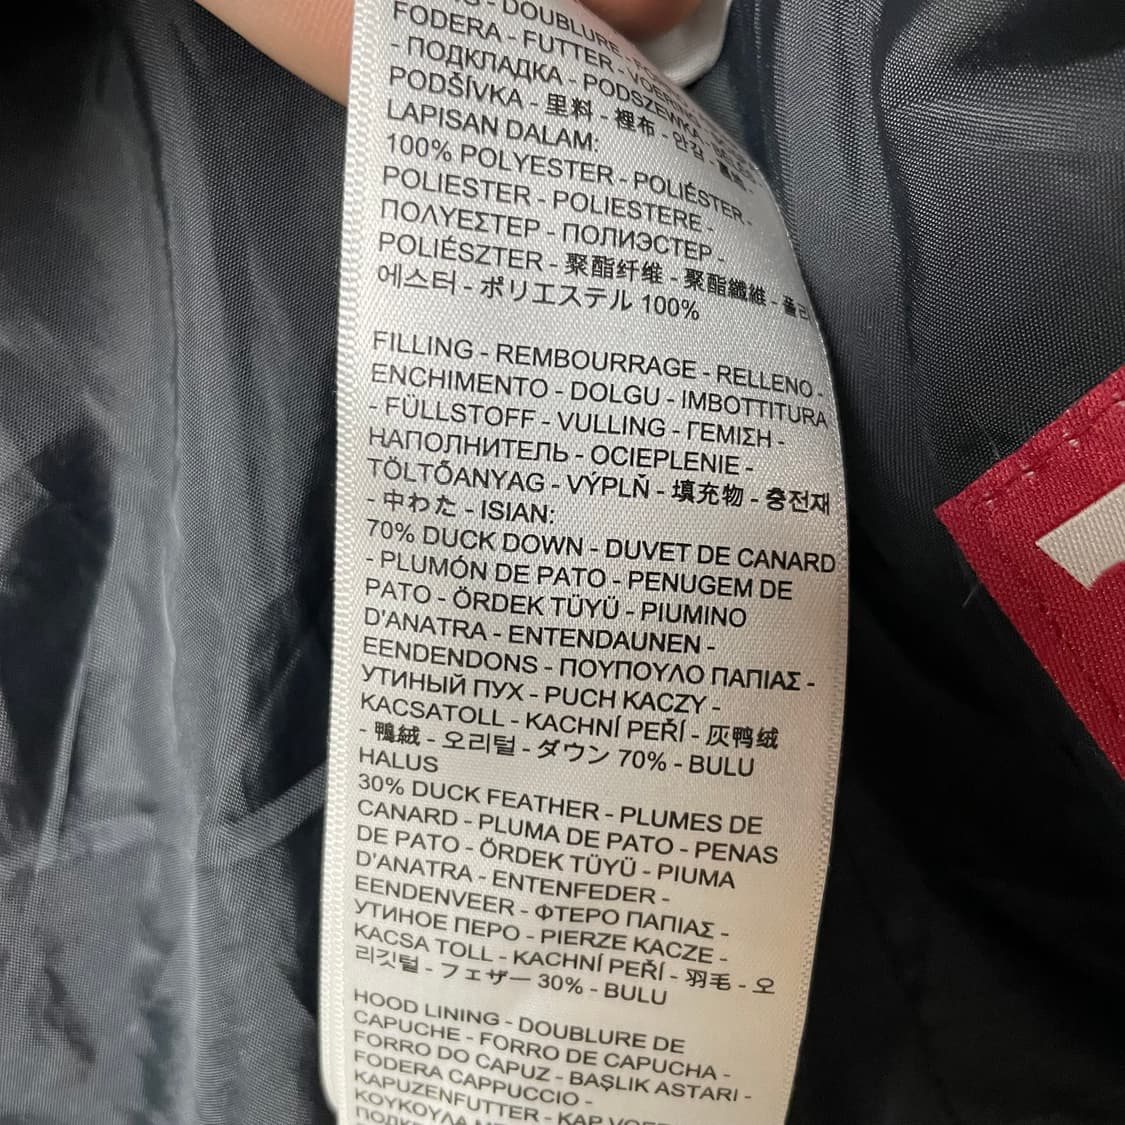 DOUBLURE
FODERA - FUTTER -
- ПОДКЛАДКА - PODSZEWKA -
PODŠÍVKA - 里料 - 裡布 - 안감 -
LAPISAN DALAM:
100% POLYESTER - POLIÉSTER -
POLIESTER - POLIESTERE -
ΠΟΛΥΕΣΤΕΡ - ПОЛИЭСТЕР -
POLIÉSZTER - 聚酯纤维 - 聚酯纖維 - 폴리
에스터 - ポリエステル 100%
FILLING - REMBOURRAGE - RELLENO -
ENCHIMENTO - DOLGU - IMBOTTITURA
- FÜLLSTOFF - VULLING - ΓΕΜΙΣΗ -
НАПОЛНИТЕЛЬ - OCIEPLENIE -
TÖLTŐANYAG - VÝPLŇ - 填充物 - 충전재
- 中わた - ISIAN:
70% DUCK DOWN - DUVET DE CANARD
- PLUMÓN DE PATO - PENUGEM DE
PATO - ÖRDEK TÜYÜ - PIUMINO
D'ANATRA - ENTENDAUNEN -
EENDENDONS - ΠΟΥΠΟΥΛΟ ΠΑΠΙΑΣ -
УТИНЫЙ ПУХ - PUCH KACZY -
KACSATOLL - KACHNÍ PEŘÍ - 灰鸭绒
- 鴨絨 - 오리털 - ダウン 70% - BULU
HALUS
30% DUCK FEATHER - PLUMES DE
CANARD - PLUMA DE PATO - PENAS
DE PATO - ÖRDEK TÜYÜ - PIUMA
D'ANATRA - ENTENFEDER -
EENDENVEER - ΦΤΕΡΟ ΠΑΠΙΑΣ -
УТИНОЕ ПЕРО - PIERZE KACZE -
KACSA TOLL - KACHNÍ PEŘÍ - 羽毛 - 오
리깃털 - フェザー 30% - BULU
HOOD LINING - DOUBLURE DE
CAPUCHE - FORRO DE CAPUCHA -
FORRO DO CAPUZ - BAŞLIK ASTARI -
FODERA CAPPUCCIO -
KAPUZENFUTTER - KAP